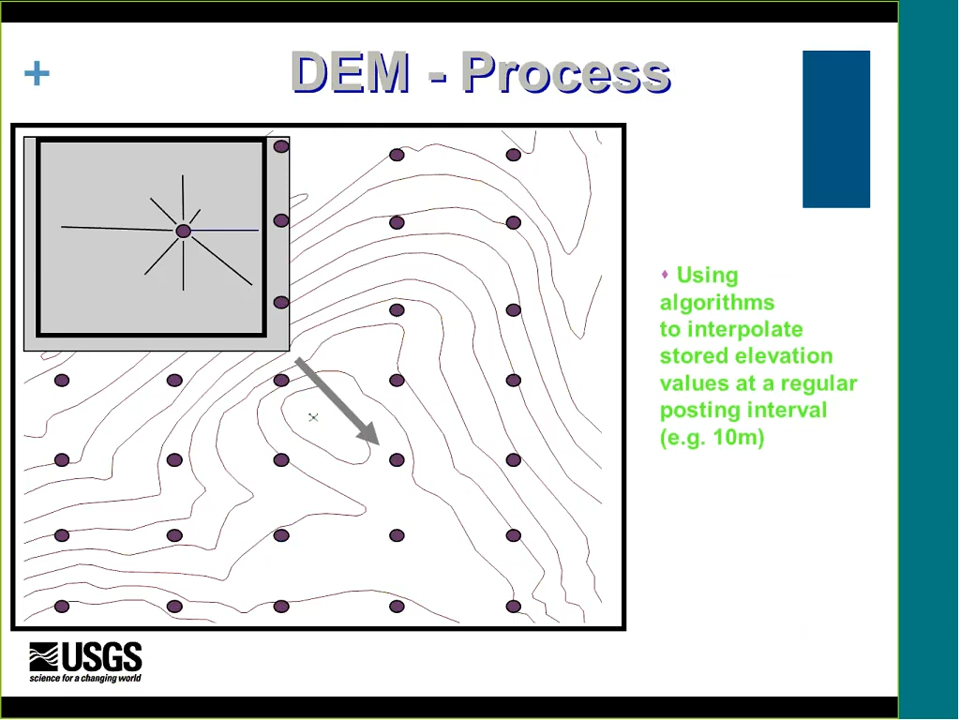 +
DEM - Process
♦ Using
algorithms
to interpolate
stored elevation
values at a regular
posting interval
(e.g. 10m)
USGS
science for a changing world